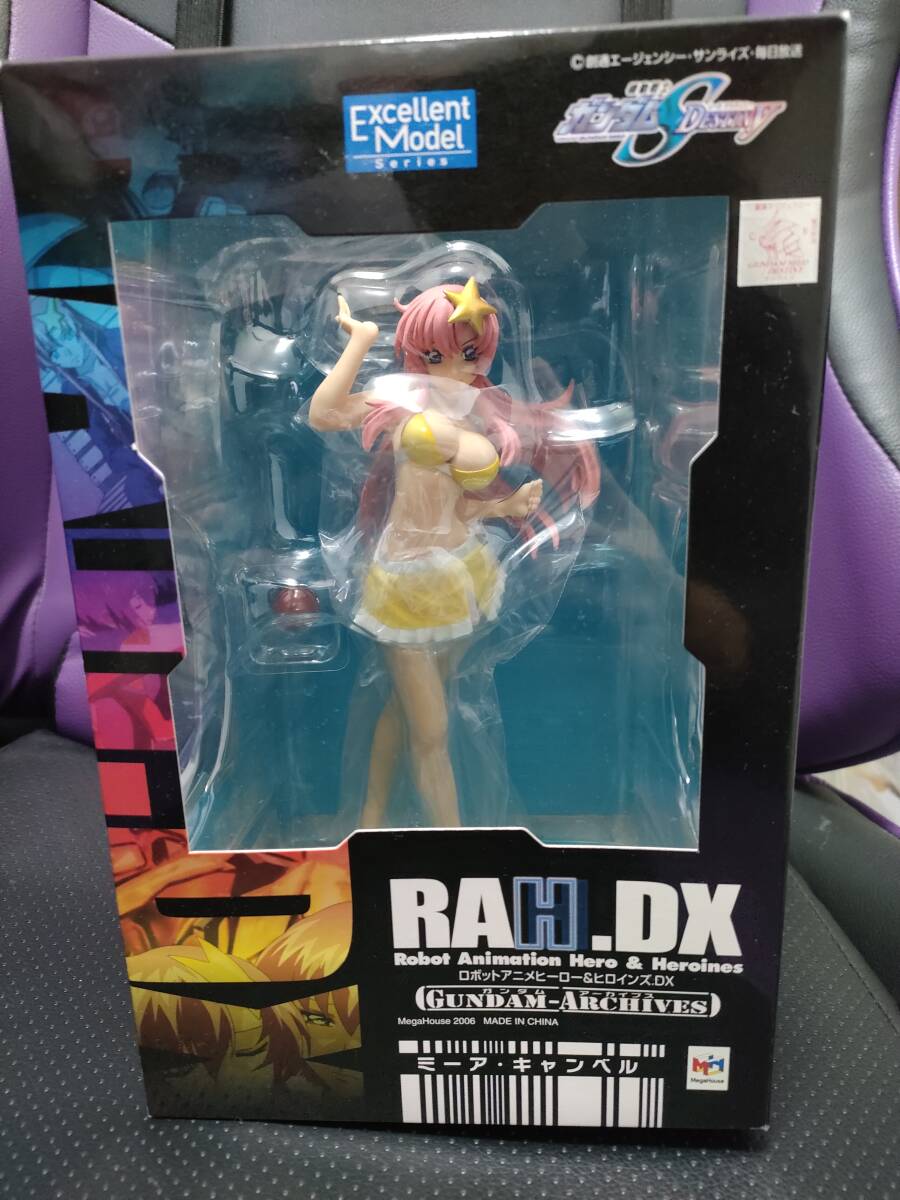 ©創通エージェンシー・サンライズ・毎日放送
Excellent
Model
Series
ガンダムSEED DESTINY
RAH.DX
Robot Animation Hero & Heroines
ロボットアニメヒーロー&ヒロインズ.DX
ガンダム アーカイブス
GUNDAM-ARCHIVES
MegaHouse 2006 MADE IN CHINA
ミーア・キャンベル
MegaHouse